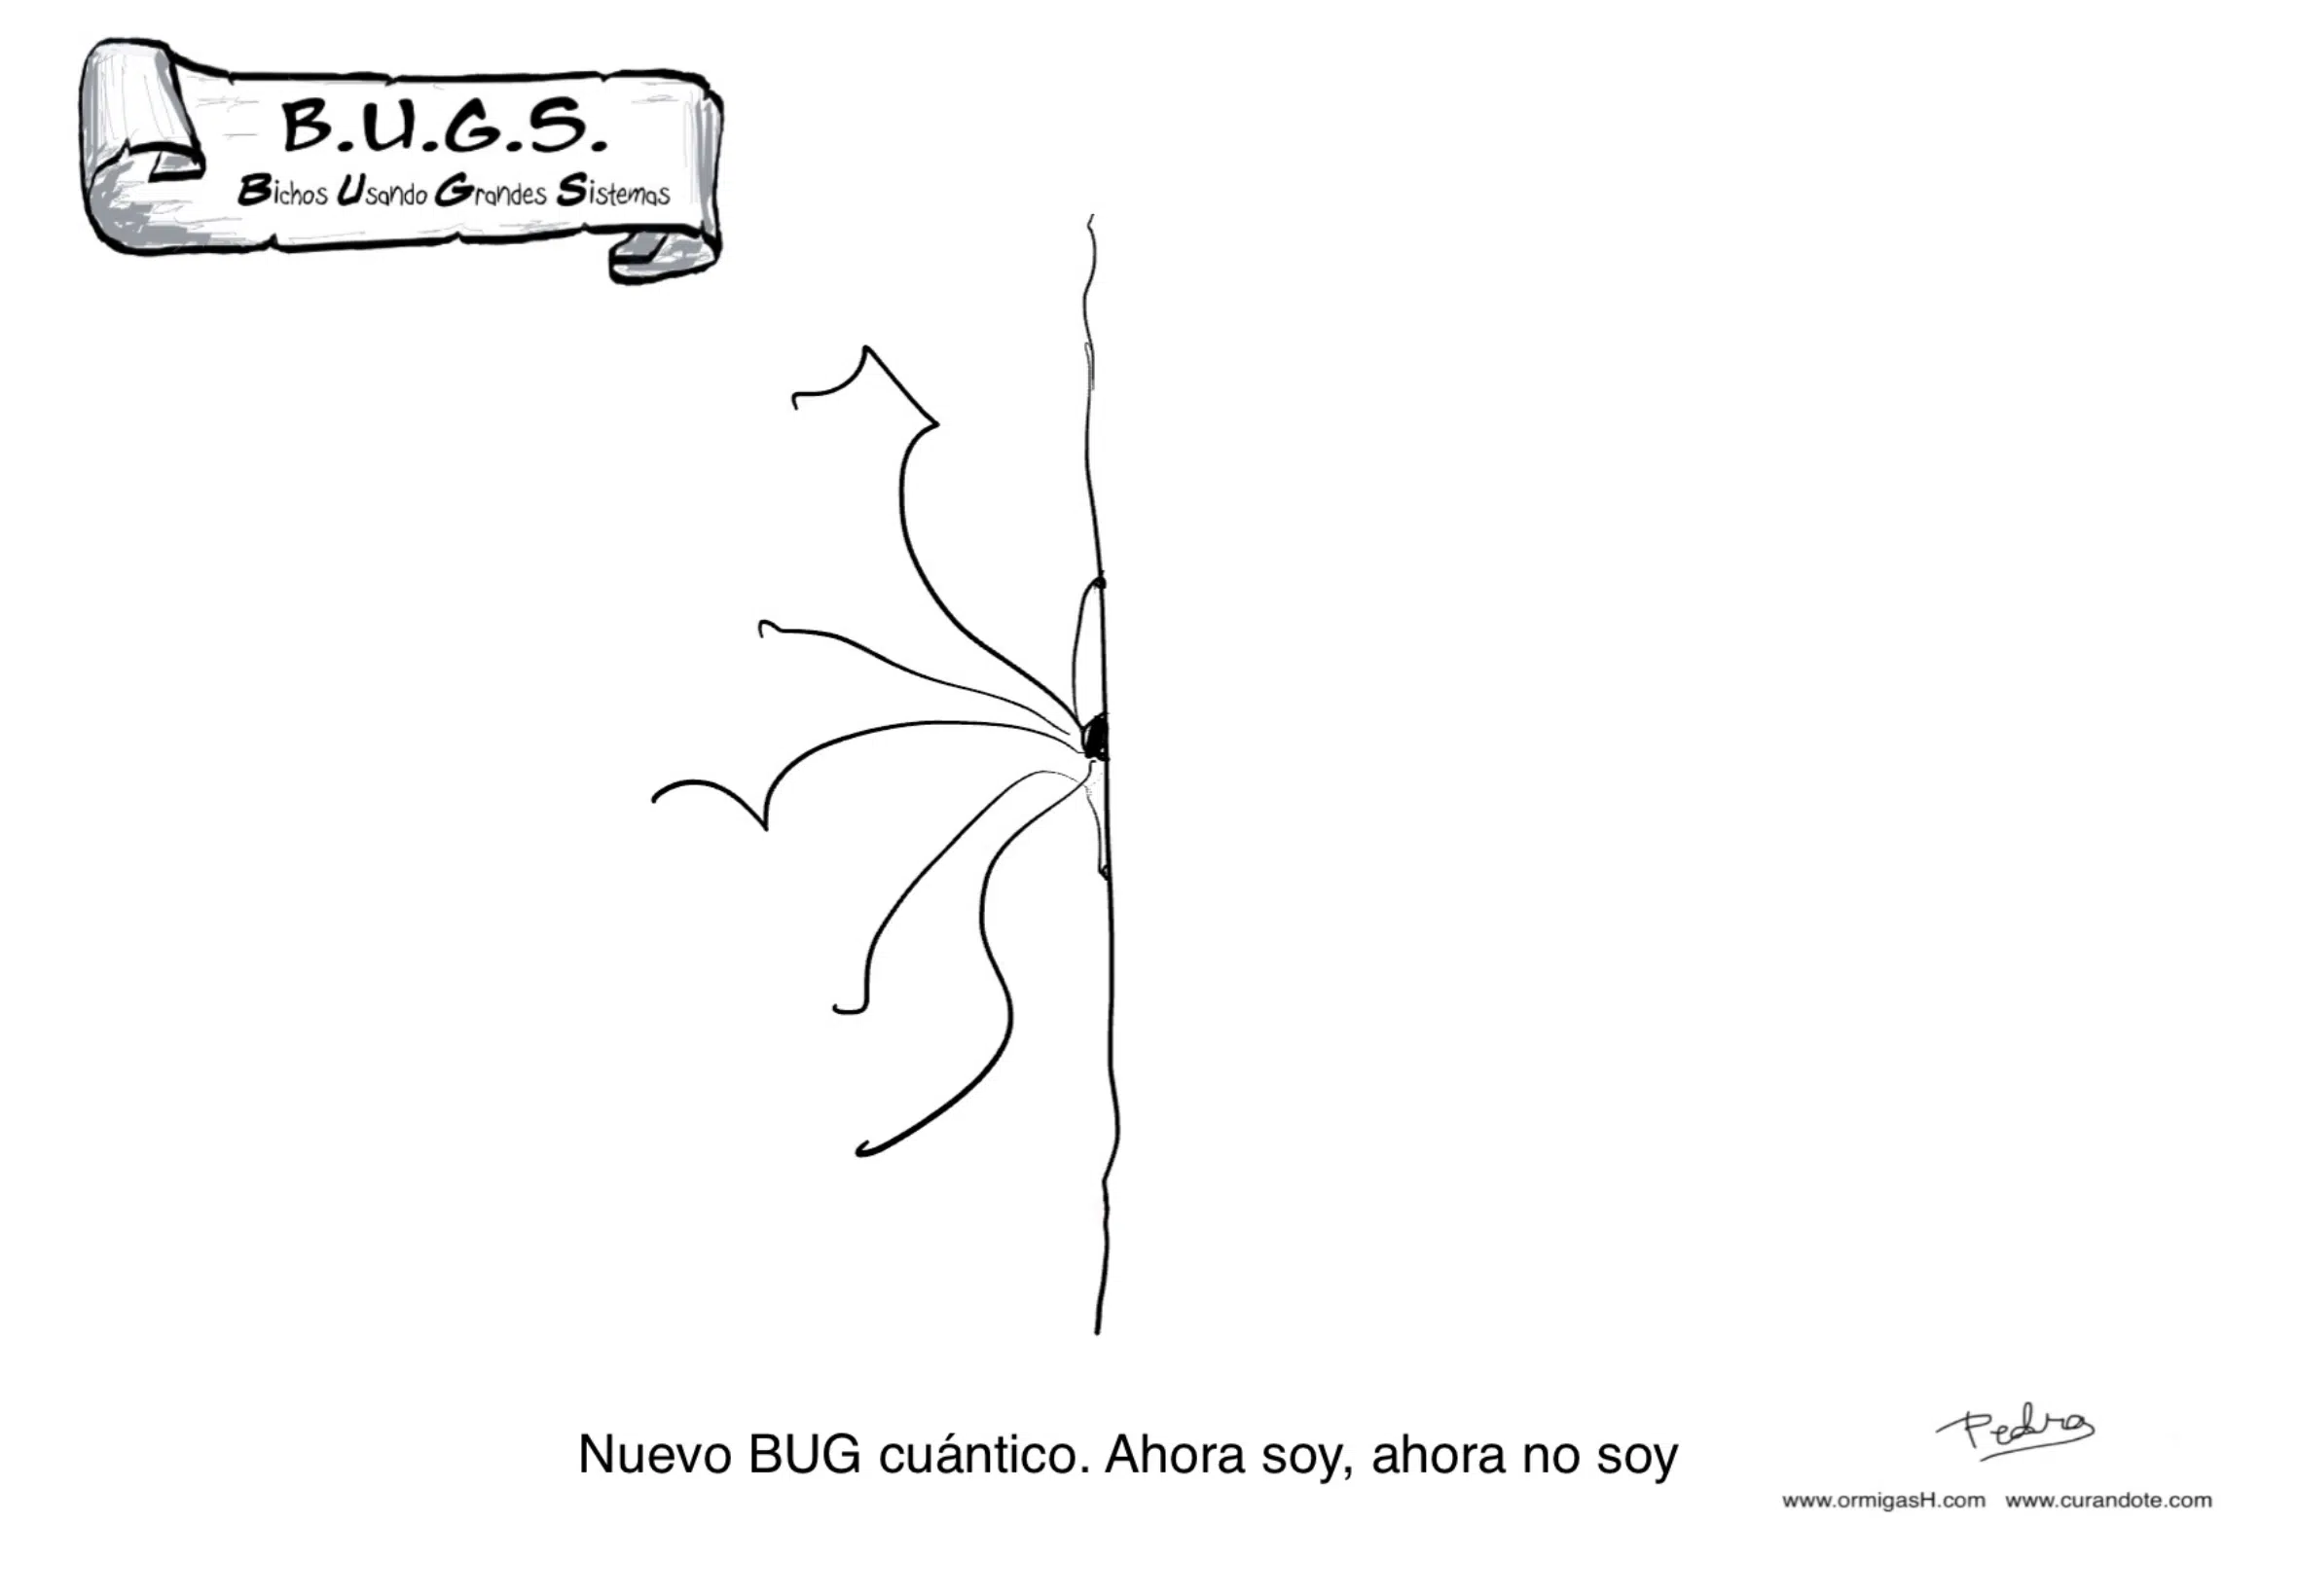 B.U.G.S.
Bichos Usando Grandes Sistemas
Nuevo BUG cuántico. Ahora soy, ahora no soy
Pedro
www.ormigasH.com www.curandote.com